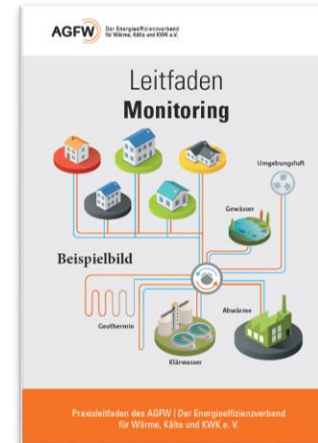 AGFW
Der Energieeffizienzverband
für Wärme, Kälte und KWK e.V.
Leitfaden
Monitoring
Umgebungsluft
Gewässer
Beispielbild
Geothermie
Abwärme
Klärwasser
Praxisleitfaden des AGFW | Der Energieeffizienzverband
für Wärme, Kälte und KWK e. V.